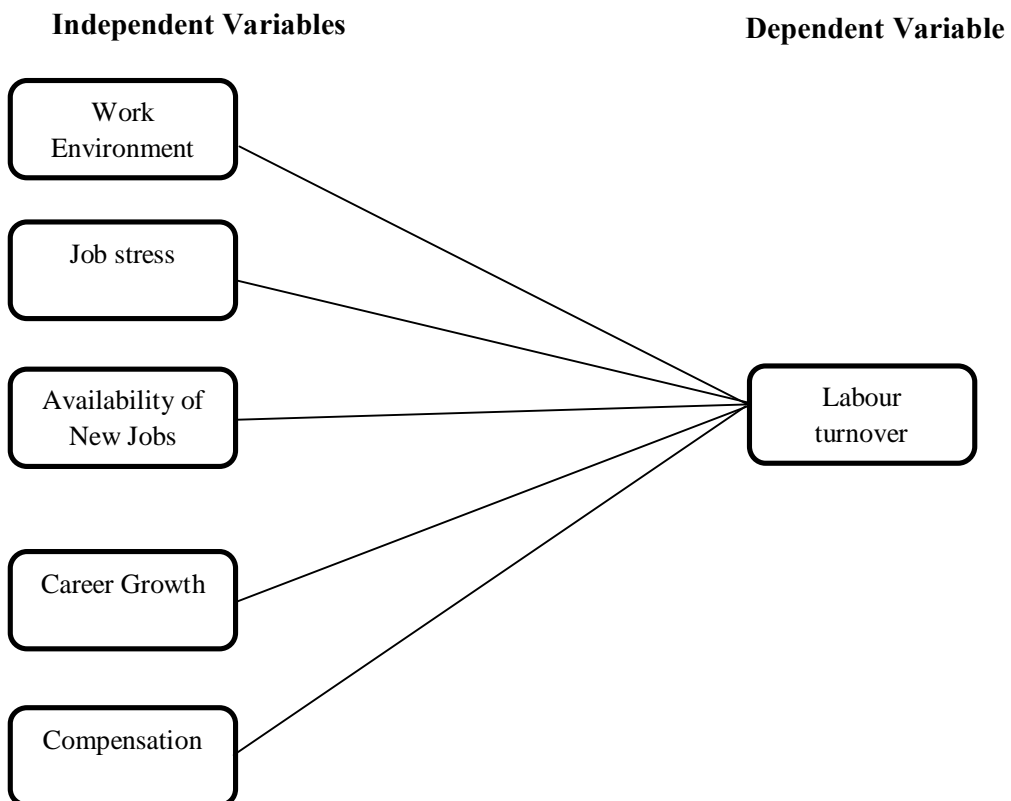 Independent Variables
Dependent Variable
Work
Environment
Job stress
Availability of
New Jobs
Labour
turnover
Career Growth
Compensation